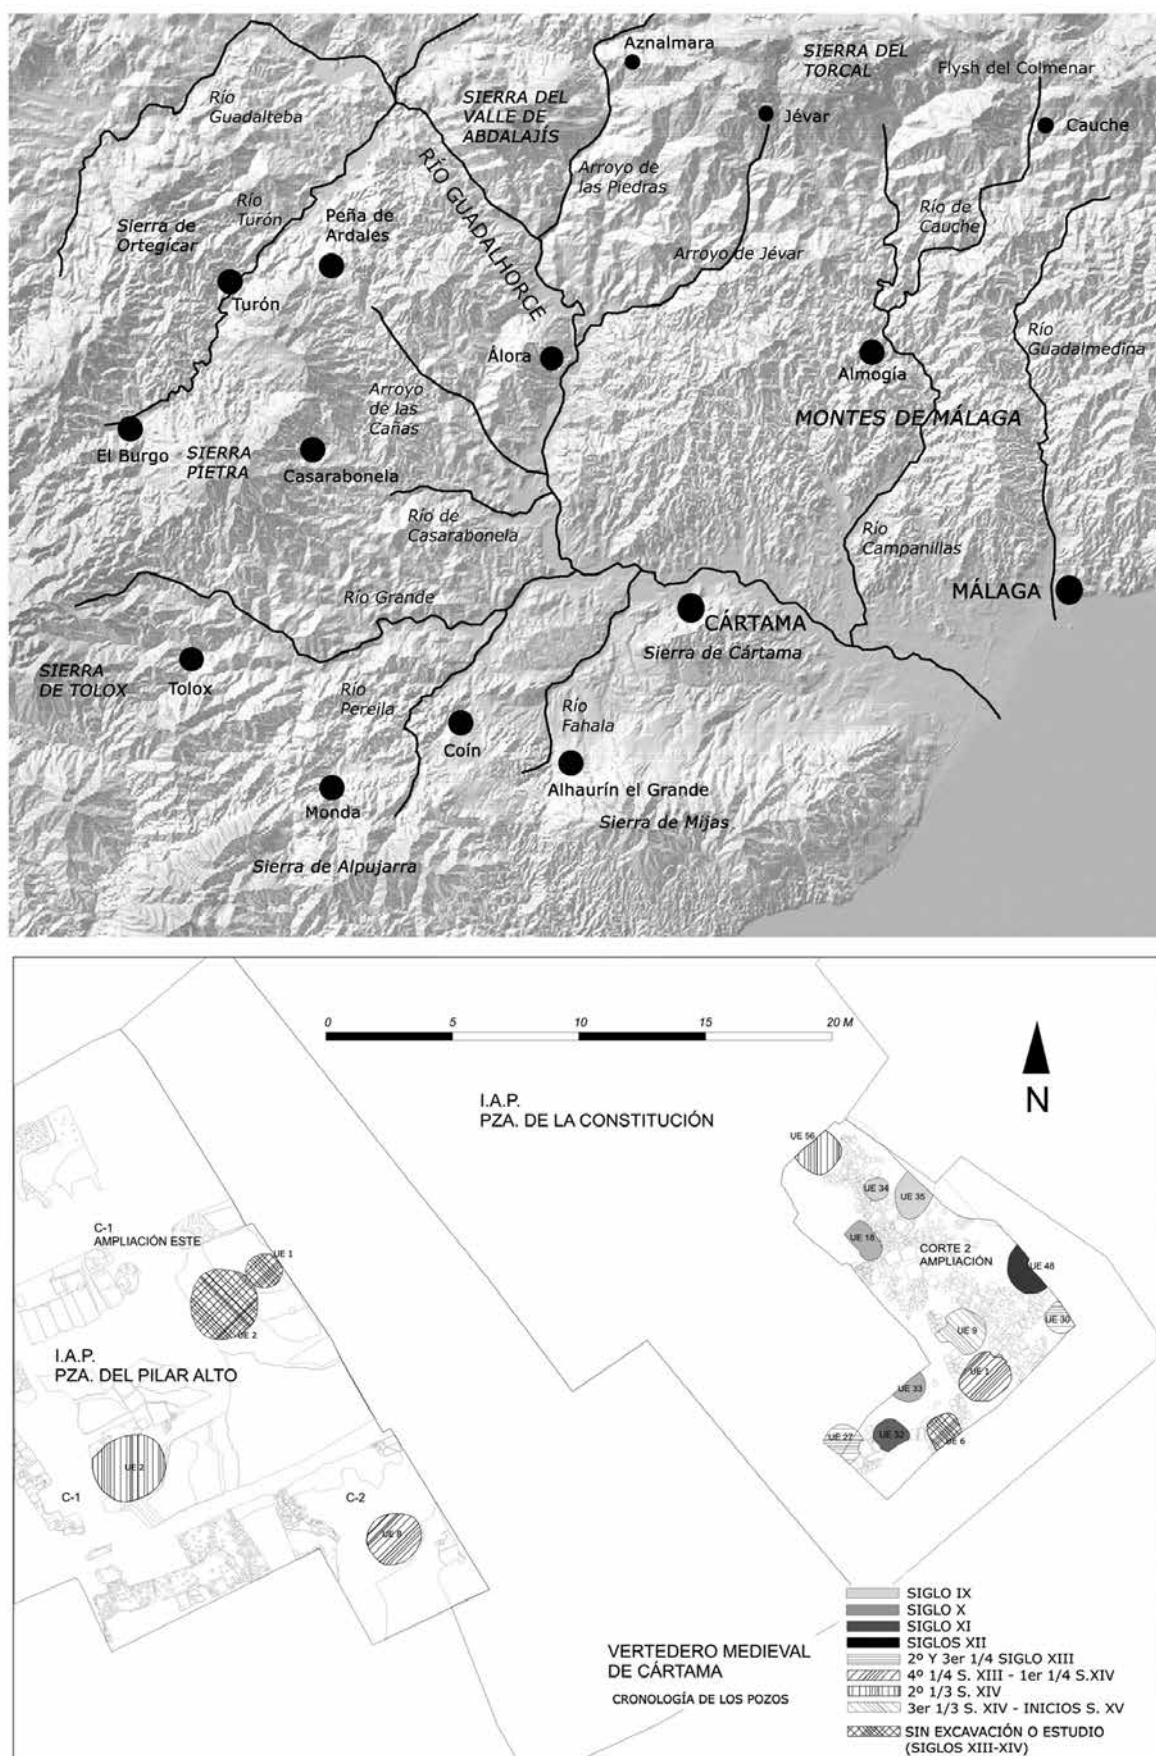 Aznalmara
SIERRA DEL
TORCAL
Flysh del Colmenar
Río
Guadalteba
SIERRA DEL
VALLE DE
ABDALAJÍS
Jévar
Cauche
RÍO GUADALHORCE
Arroyo de
las Piedras
Río
Turón
Peña de
Ardales
Sierra de
Ortegícar
Río de
Cauche
Arroyo de Jévar
Turón
Río
Guadalmedina
Álora
Almogía
Arroyo
de las
Cañas
MONTES DE MÁLAGA
El Burgo
SIERRA
PIETRA
Casarabonela
Río de
Casarabonela
Río
Campanillas
Río Grande
MÁLAGA
CÁRTAMA
Sierra de Cártama
SIERRA
DE TOLOX
Tolox
Río
Pereila
Río
Fahala
Coín
Alhaurín el Grande
Monda
Sierra de Mijas
Sierra de Alpujarra
0 5 10 15 20 M
I.A.P.
PZA. DE LA CONSTITUCIÓN
N
UE 56
UE 34
UE 35
C-1
AMPLIACIÓN ESTE
UE 18
CORTE 2
AMPLIACIÓN
UE 1
UE 48
UE 2
UE 30
UE 9
I.A.P.
PZA. DEL PILAR ALTO
UE 1
UE 33
UE 27
UE 32
UE 6
UE 2
C-1
C-2
UE 8
SIGLO IX
SIGLO X
SIGLO XI
SIGLOS XII
2º Y 3er 1/4 SIGLO XIII
4º 1/4 S. XIII - 1er 1/4 S.XIV
2º 1/3 S. XIV
3er 1/3 S. XIV - INICIOS S. XV
SIN EXCAVACIÓN O ESTUDIO
(SIGLOS XIII-XIV)
VERTEDERO MEDIEVAL
DE CÁRTAMA
CRONOLOGÍA DE LOS POZOS